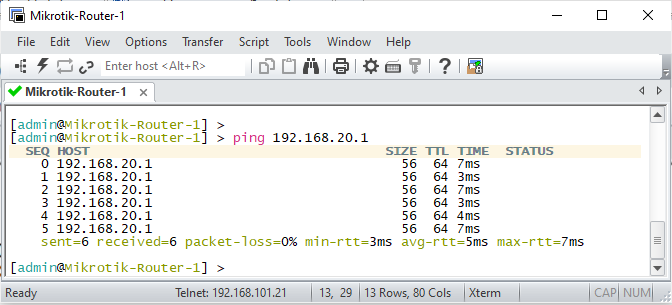 Mikrotik-Router-1
File Edit View Options Transfer Script Tools Window Help
Enter host <Alt+R>
Mikrotik-Router-1
[admin@Mikrotik-Router-1] >
[admin@Mikrotik-Router-1] > ping 192.168.20.1
SEQ HOST SIZE TTL TIME STATUS
0 192.168.20.1 56 64 7ms
1 192.168.20.1 56 64 3ms
2 192.168.20.1 56 64 7ms
3 192.168.20.1 56 64 3ms
4 192.168.20.1 56 64 4ms
5 192.168.20.1 56 64 7ms
sent=6 received=6 packet-loss=0% min-rtt=3ms avg-rtt=5ms max-rtt=7ms
[admin@Mikrotik-Router-1] >
Ready Telnet: 192.168.101.21 13, 29 13 Rows, 80 Cols Xterm CAP NUM